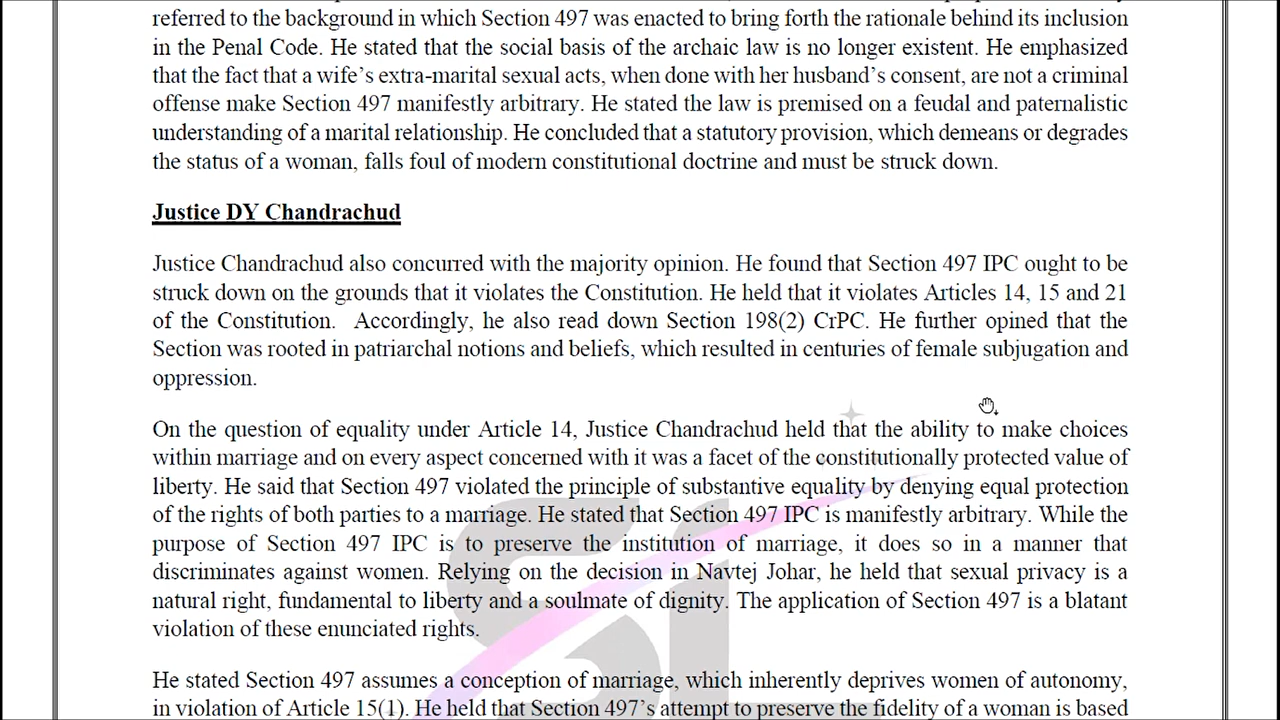 referred to the background in which Section 497 was enacted to bring forth the rationale behind its inclusion
in the Penal Code. He stated that the social basis of the archaic law is no longer existent. He emphasized
that the fact that a wife’s extra-marital sexual acts, when done with her husband’s consent, are not a criminal
offense make Section 497 manifestly arbitrary. He stated the law is premised on a feudal and paternalistic
understanding of a marital relationship. He concluded that a statutory provision, which demeans or degrades
the status of a woman, falls foul of modern constitutional doctrine and must be struck down.
Justice DY Chandrachud
Justice Chandrachud also concurred with the majority opinion. He found that Section 497 IPC ought to be
struck down on the grounds that it violates the Constitution. He held that it violates Articles 14, 15 and 21
of the Constitution. Accordingly, he also read down Section 198(2) CrPC. He further opined that the
Section was rooted in patriarchal notions and beliefs, which resulted in centuries of female subjugation and
oppression.
On the question of equality under Article 14, Justice Chandrachud held that the ability to make choices
within marriage and on every aspect concerned with it was a facet of the constitutionally protected value of
liberty. He said that Section 497 violated the principle of substantive equality by denying equal protection
of the rights of both parties to a marriage. He stated that Section 497 IPC is manifestly arbitrary. While the
purpose of Section 497 IPC is to preserve the institution of marriage, it does so in a manner that
discriminates against women. Relying on the decision in Navtej Johar, he held that sexual privacy is a
natural right, fundamental to liberty and a soulmate of dignity. The application of Section 497 is a blatant
violation of these enunciated rights.
He stated Section 497 assumes a conception of marriage, which inherently deprives women of autonomy,
in violation of Article 15(1). He held that Section 497’s attempt to preserve the fidelity of a woman is based